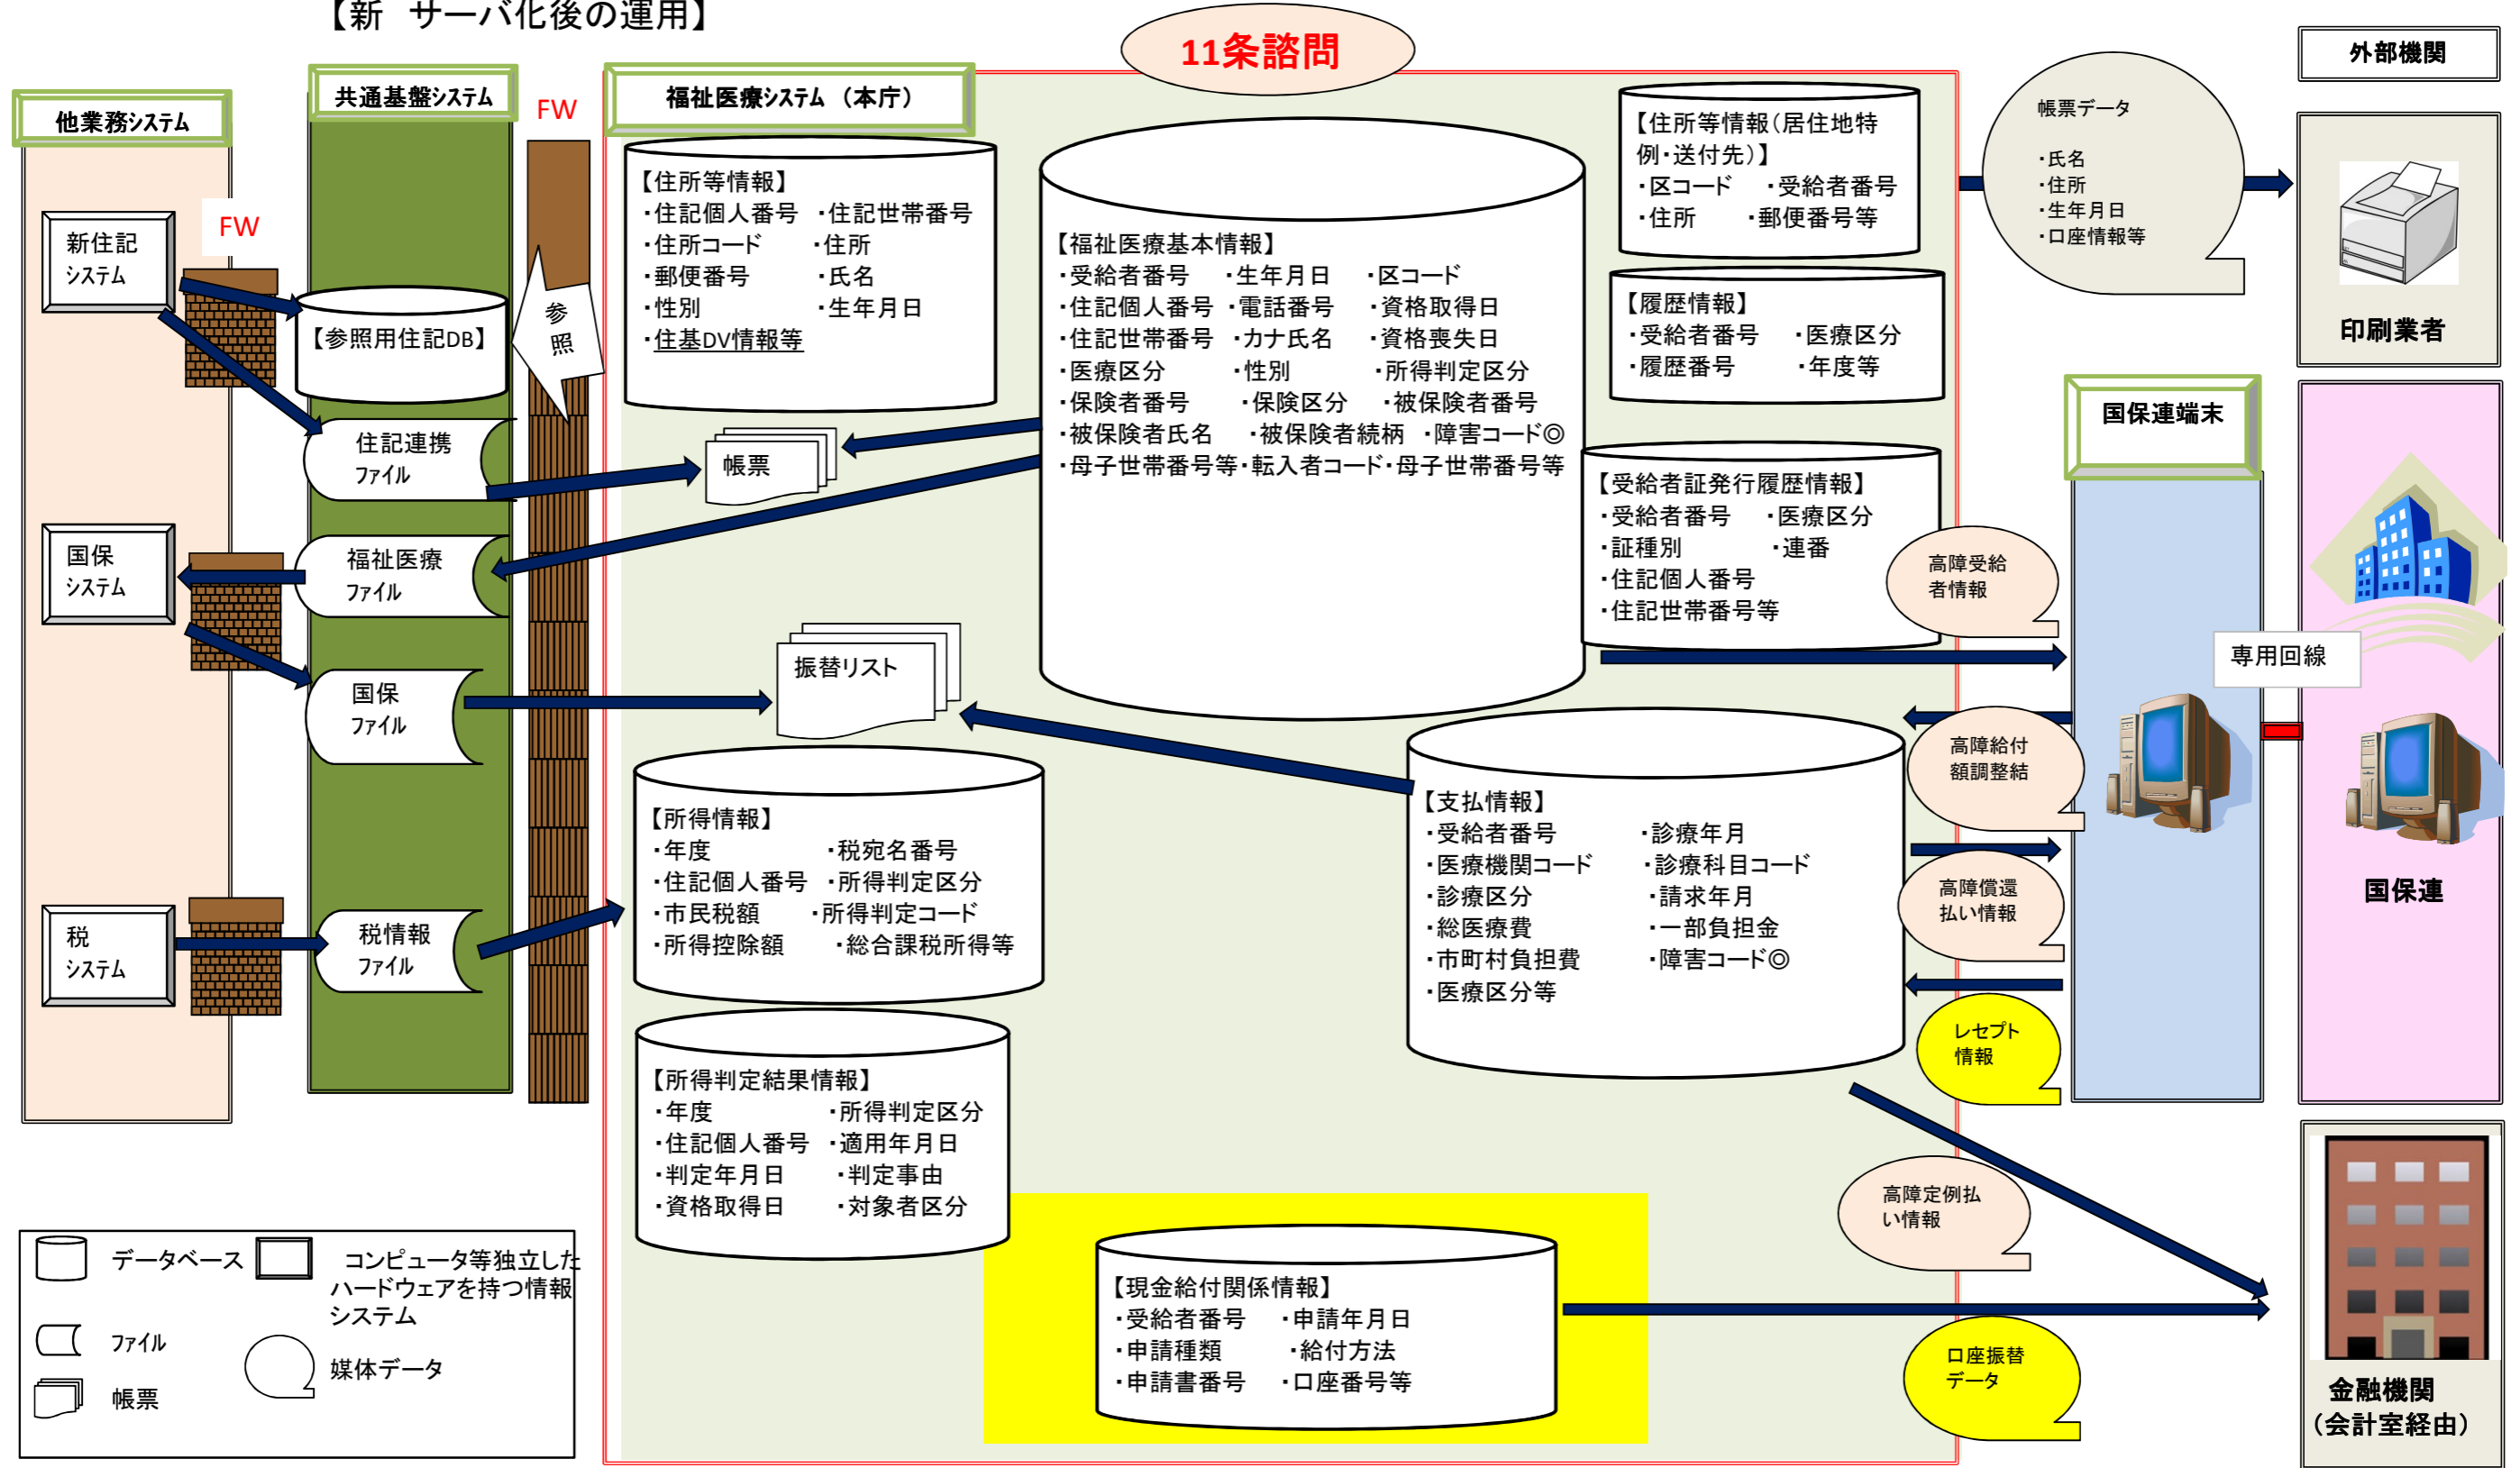 【新　サーバ化後の運用】
11条諮問
外部機関
他業務システム
共通基盤システム
FW
福祉医療システム（本庁）
FW
新住記
システム
【参照用住記DB】
参
照
住記連携
ファイル
国保
システム
福祉医療
ファイル
国保
ファイル
税
システム
税情報
ファイル
【住所等情報】
・住記個人番号　・住記世帯番号
・住所コード　・住所
・郵便番号　・氏名
・性別　・生年月日
・住基DV情報等
帳票
振替リスト
【福祉医療基本情報】
・受給者番号　・生年月日　・区コード
・住記個人番号　・電話番号　・資格取得日
・住記世帯番号　・カナ氏名　・資格喪失日
・医療区分　・性別　・所得判定区分
・保険者番号　・保険区分　・被保険者番号
・被保険者氏名　・被保険者続柄　・障害コード◎
・母子世帯番号等・転入者コード・母子世帯番号等
【住所等情報（居住地特
例・送付先）】
・区コード　・受給者番号
・住所　・郵便番号等
【履歴情報】
・受給者番号　・医療区分
・履歴番号　・年度等
【受給者証発行履歴情報】
・受給者番号　・医療区分
・証種別　・連番
・住記個人番号
・住記世帯番号等
【所得情報】
・年度　・税宛名番号
・住記個人番号　・所得判定区分
・市民税額　・所得判定コード
・所得控除額　・総合課税所得等
【所得判定結果情報】
・年度　・所得判定区分
・住記個人番号　・適用年月日
・判定年月日　・判定事由
・資格取得日　・対象者区分
【支払情報】
・受給者番号　・診療年月
・医療機関コード　・診療科目コード
・診療区分　・請求年月
・総医療費　・一部負担金
・市町村負担費　・障害コード◎
・医療区分等
【現金給付関係情報】
・受給者番号　・申請年月日
・申請種類　・給付方法
・申請書番号　・口座番号等
帳票データ
・氏名
・住所
・生年月日
・口座情報等
印刷業者
国保連端末
高障受給
者情報
高障給付
額調整結
高障償還
払い情報
レセプト
情報
専用回線
国保連
高障定例払
い情報
口座振替
データ
金融機関
（会計室経由）
データベース
コンピュータ等独立した
ハードウェアを持つ情報
システム
ファイル
媒体データ
帳票